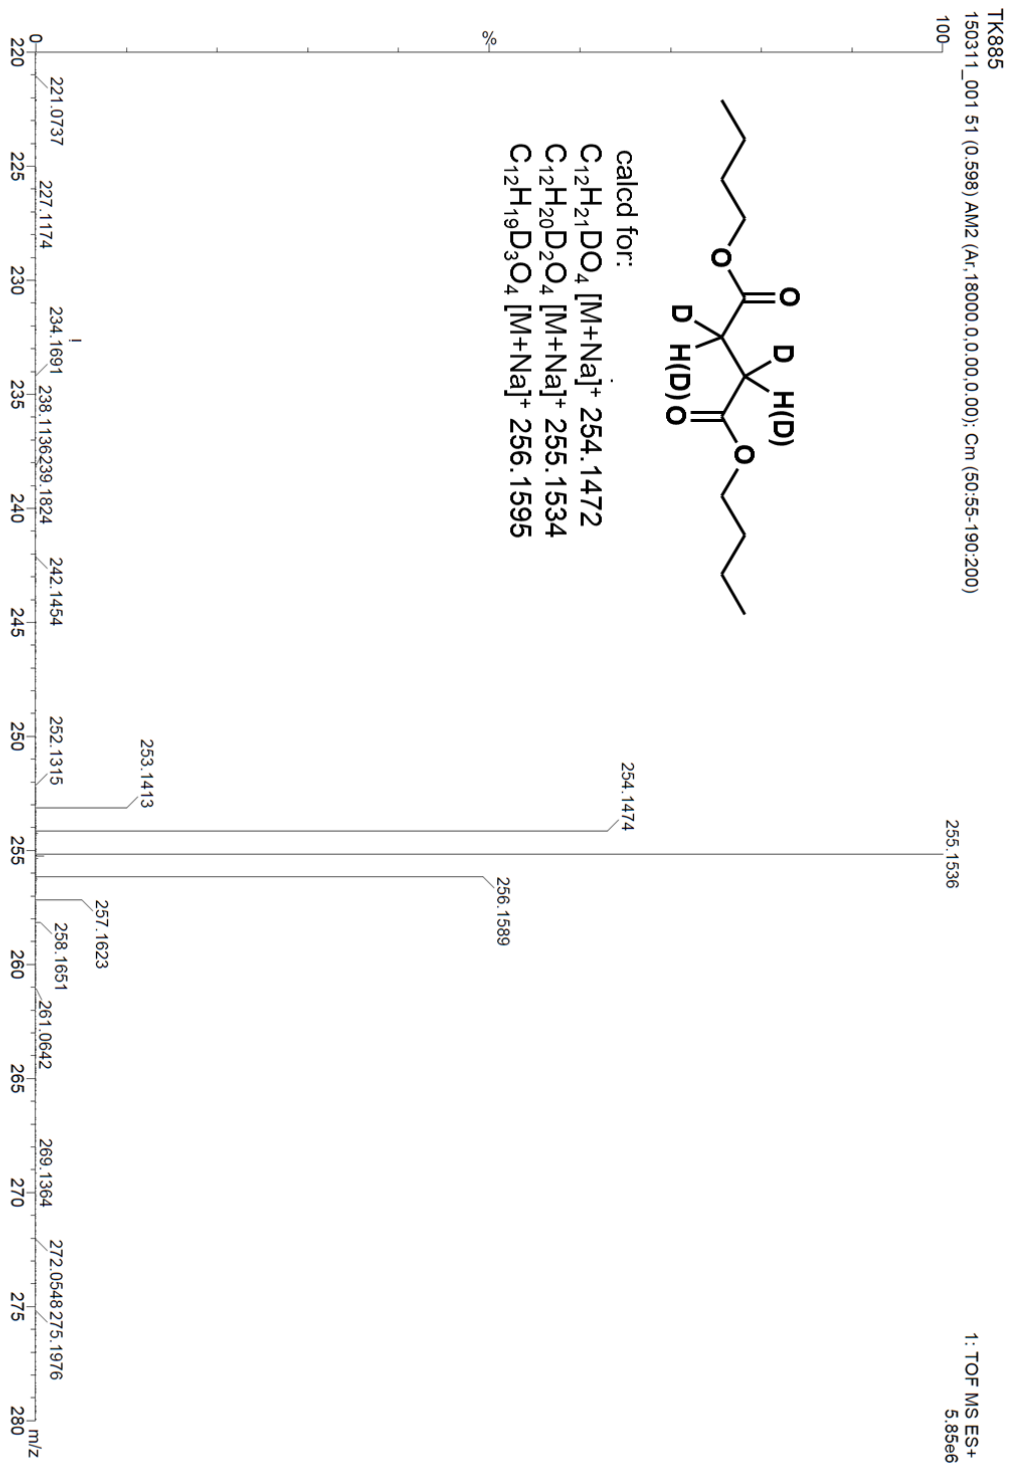 TK885
150311_001 51 (0.598) AM2 (Ar,18000.0,0.00,0.00); Cm (50:55-190:200)
1: TOF MS ES+
5.85e6
100
%
0
O
O
D
D
H(D)
H(D)
O
O
calcd for:
C12H21DO4 [M+Na]+ 254.1472
C12H20D2O4 [M+Na]+ 255.1534
C12H19D3O4 [M+Na]+ 256.1595
221.0737
227.1174
!
234.1691
238.1136
239.1824
242.1454
252.1315
253.1413
254.1474
255.1536
256.1589
257.1623
258.1651
261.0642
269.1364
272.0548
275.1976
220 225 230 235 240 245 250 255 260 265 270 275 280
m/z